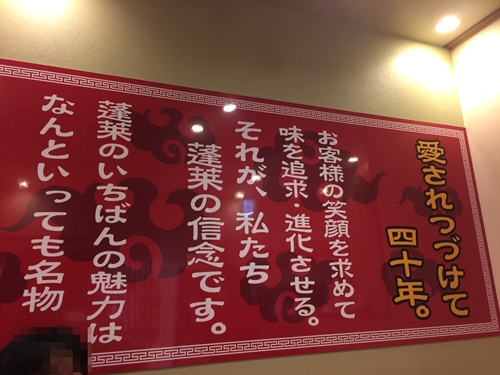 愛されつづけて
四十年。
お客様の笑顔を求めて
味を追求・進化させる。
それが、私たち
蓬莱の信念です。
蓬莱のいちばんの魅力は
なんといっても名物